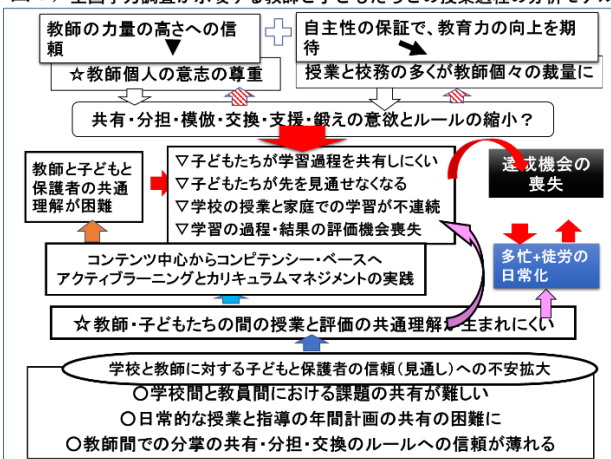 教師の力量の高さへの信
頼
自主性の保証で、教育力の向上を期
待
☆教師個人の意志の尊重
授業と校務の多くが教師個々の裁量に
共有・分担・模倣・交換・支援・鍛えの意欲とルールの縮小?
教師と子どもと
保護者の共通
理解が困難
▽子どもたちが学習過程を共有しにくい
▽子どもたちが先を見通せなくなる
▽学校の授業と家庭での学習が不連続
▽学習の過程・結果の評価機会喪失
達成機会の
喪失
コンテンツ中心からコンピテンシー・ベースへ
アクティブラーニングとカリキュラムマネジメントの実践
多忙+徒労の
日常化
☆教師・子どもたちの間の授業と評価の共通理解が生まれにくい
学校と教師に対する子どもと保護者の信頼(見通し)への不安拡大
〇学校間と教員間における課題の共有が難しい
〇日常的な授業と指導の年間計画の共有の困難に
〇教師間での分掌の共有・分担・交換のルールへの信頼が薄れる